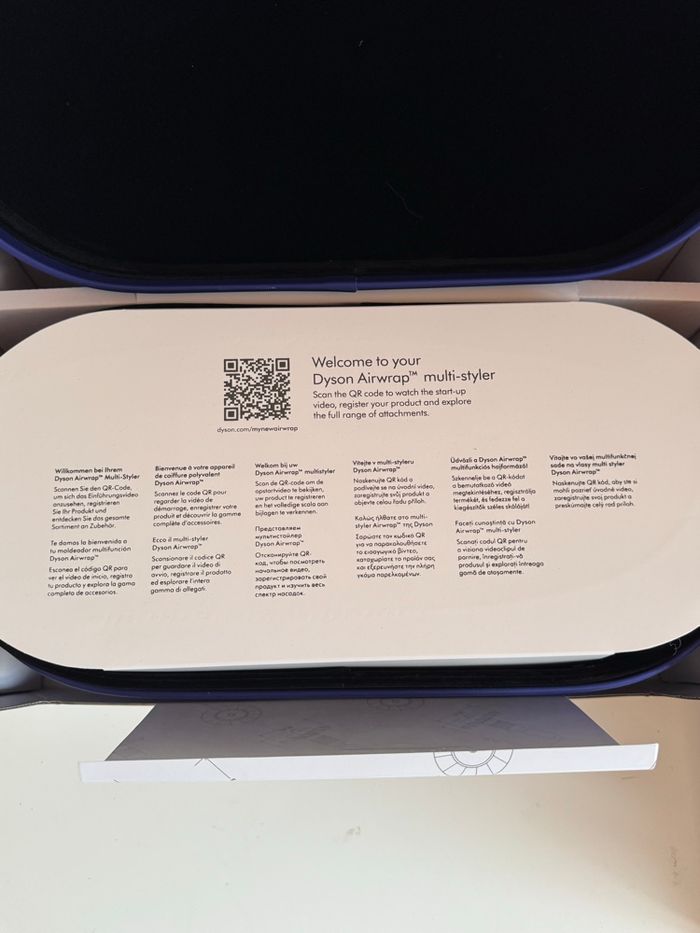 Welcome to your
Dyson Airwrap™ multi-styler
Scan the QR code to watch the start-up
video, register your product and explore
the full range of attachments.
dyson.com/mynewairwrap
Willkommen bei Ihrem
Dyson Airwrap™ Multi-Styler
Scannen Sie den QR-Code,
um sich das Einführungsvideo
anzusehen, registrieren
Sie Ihr Produkt und
entdecken Sie das gesamte
Sortiment an Zubehör.
Te damos la bienvenida a
tu moldeador multifunción
Dyson Airwrap™
Escanea el código QR para
ver el vídeo de inicio, registra
tu producto y explora la gama
completa de accesorios.
Bienvenue à votre appareil
de coiffure polyvalent
Dyson Airwrap™
Scannez le code QR pour
regarder la vidéo de
démarrage, enregistrer votre
produit et découvrir la gamme
complète d'accessoires.
Ecco il multi-styler
Dyson Airwrap™
Scansionare il codice QR
per guardare il video di
avvio, registrare il prodotto
ed esplorare l'intera
gamma di allegati.
Welkom bij uw
Dyson Airwrap™ multistyler
Scan de QR-code om de
opstartvideo te bekijken,
uw product te registreren
en het volledige scala aan
bijlagen te verkennen.
Представляем
мультистайлер
Dyson Airwrap™
Отсканируйте QR-
код, чтобы посмотреть
начальное видео,
зарегистрировать свой
продукт и изучить весь
спектр насадок.
Vítejte v multi-styleru
Dyson Airwrap™
Naskenujte QR kód a
podívejte se na úvodní video,
zaregistrujte svůj produkt a
objevte celou řadu příloh.
Καλώς ήλθατε στο multi-
styler Airwrap™ της Dyson
Σαρώστε τον κωδικό QR
για να παρακολουθήσετε
το εισαγωγικό βίντεο,
καταχωρίστε το προϊόν σας
και εξερευνήστε την πλήρη
γκάμα παρελκομένων.
Üdvözli a Dyson Airwrap™
multifunkciós hajformázó!
Szkennelje be a QR-kódot
a bemutatkozó videó
megtekintéséhez, regisztrálja
termékét, és fedezze fel a
kiegészítők széles skáláját!
Faceți cunoștință cu Dyson
Airwrap™ multi-styler
Scanați codul QR pentru
a viziona videoclipul de
pornire, înregistrați-vă
produsul și explorați întreaga
gamă de atașamente.
Vitajte vo vašej multifunkčnej
sade na vlasy multi styler
Dyson Airwrap™
Naskenujte QR kód, aby ste si
mohli pozrieť úvodné video,
zaregistrujte svoj produkt a
preskúmajte celý rad príloh.